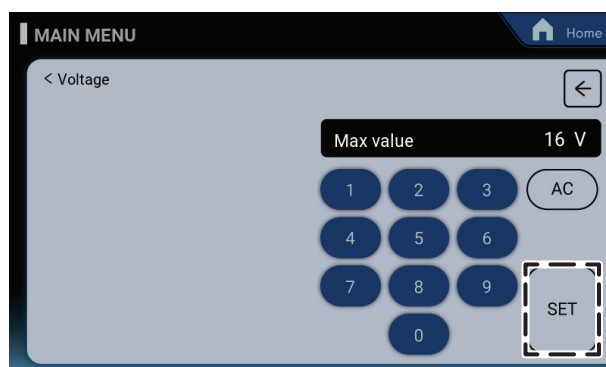 MAIN MENU
Home
< Voltage
Max value 16 V
1 2 3 AC
4 5 6
7 8 9
SET
0